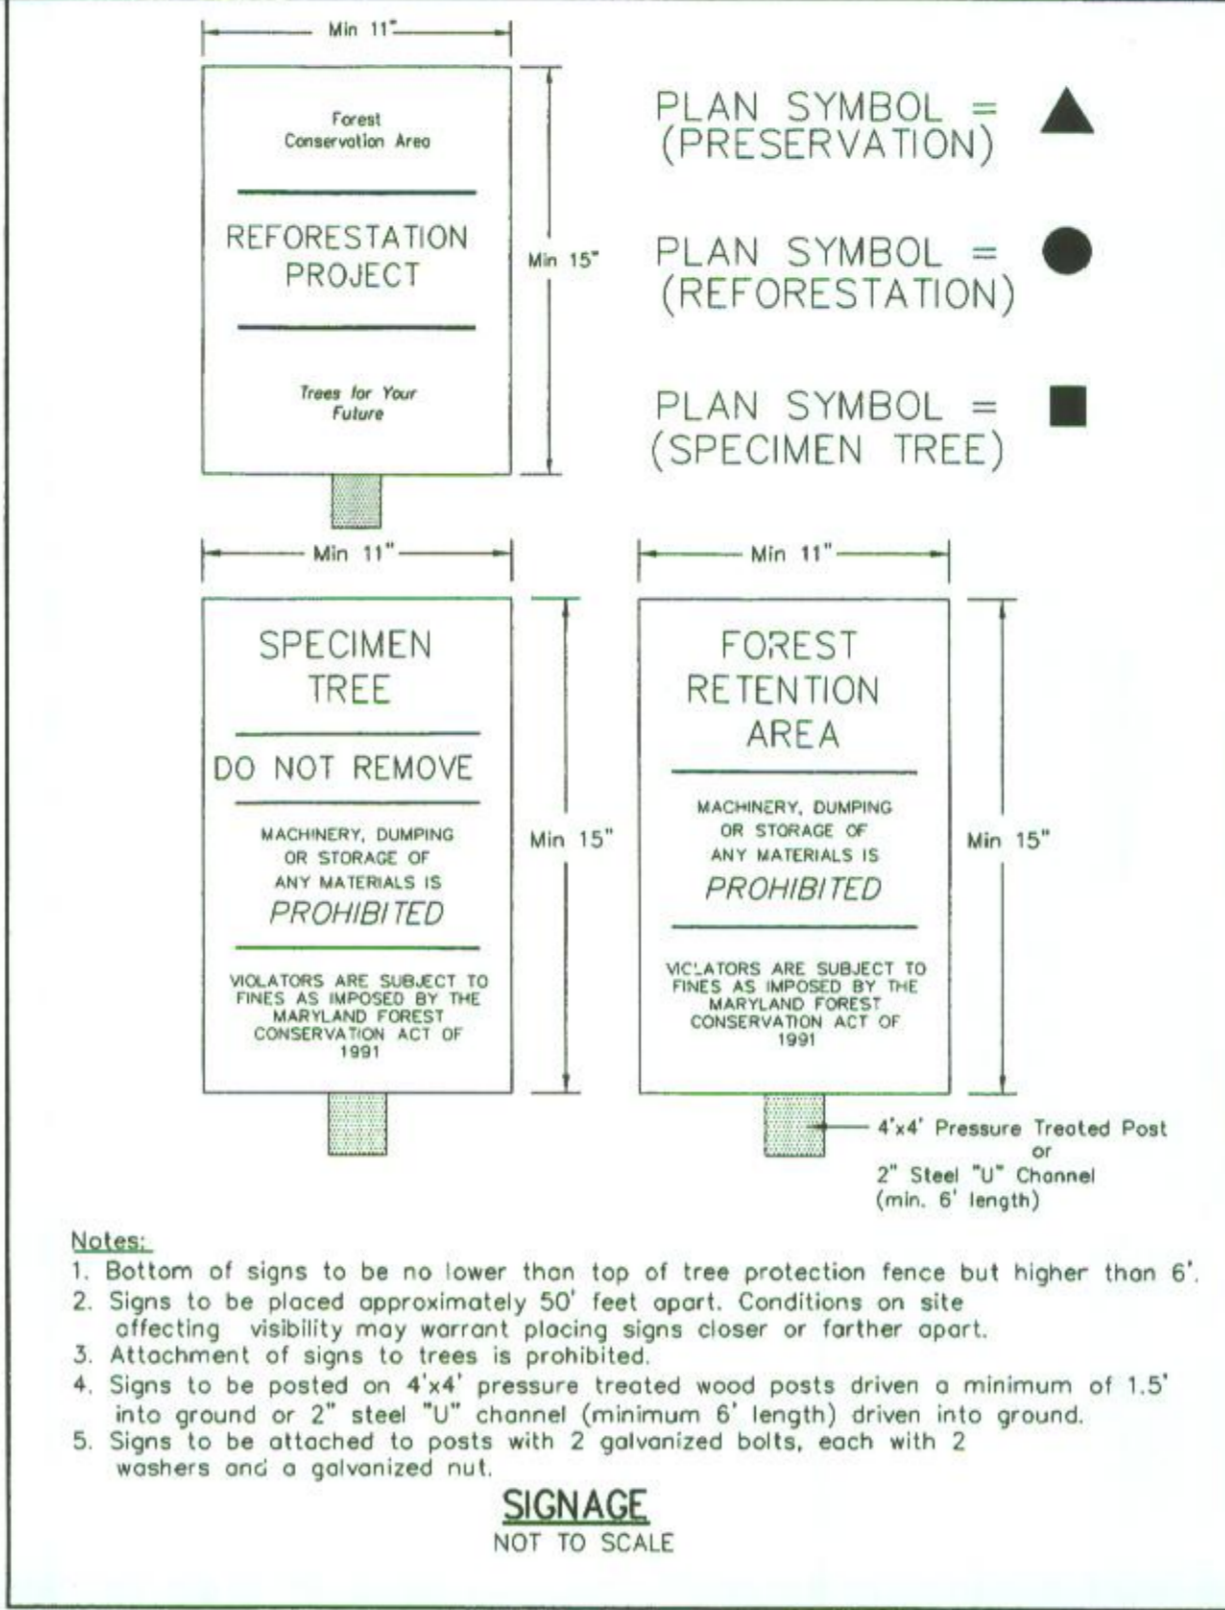 Min 11"
Forest
Conservation Area
REFORESTATION
PROJECT
Trees for Your
Future
Min 15"
PLAN SYMBOL =
(PRESERVATION)
PLAN SYMBOL =
(REFORESTATION)
PLAN SYMBOL =
(SPECIMEN TREE)
Min 11"
SPECIMEN
TREE
DO NOT REMOVE
MACHINERY, DUMPING
OR STORAGE OF
ANY MATERIALS IS
PROHIBITED
VIOLATORS ARE SUBJECT TO
FINES AS IMPOSED BY THE
MARYLAND FOREST
CONSERVATION ACT OF
1991
Min 15"
Min 11"
FOREST
RETENTION
AREA
MACHINERY, DUMPING
OR STORAGE OF
ANY MATERIALS IS
PROHIBITED
VIOLATORS ARE SUBJECT TO
FINES AS IMPOSED BY THE
MARYLAND FOREST
CONSERVATION ACT OF
1991
Min 15"
4'x4' Pressure Treated Post
or
2" Steel "U" Channel
(min. 6' length)
Notes:
1. Bottom of signs to be no lower than top of tree protection fence but higher than 6'.
2. Signs to be placed approximately 50' feet apart. Conditions on site
affecting visibility may warrant placing signs closer or farther apart.
3. Attachment of signs to trees is prohibited.
4. Signs to be posted on 4'x4' pressure treated wood posts driven a minimum of 1.5'
into ground or 2" steel "U" channel (minimum 6' length) driven into ground.
5. Signs to be attached to posts with 2 galvanized bolts, each with 2
washers and a galvanized nut.
SIGNAGE
NOT TO SCALE